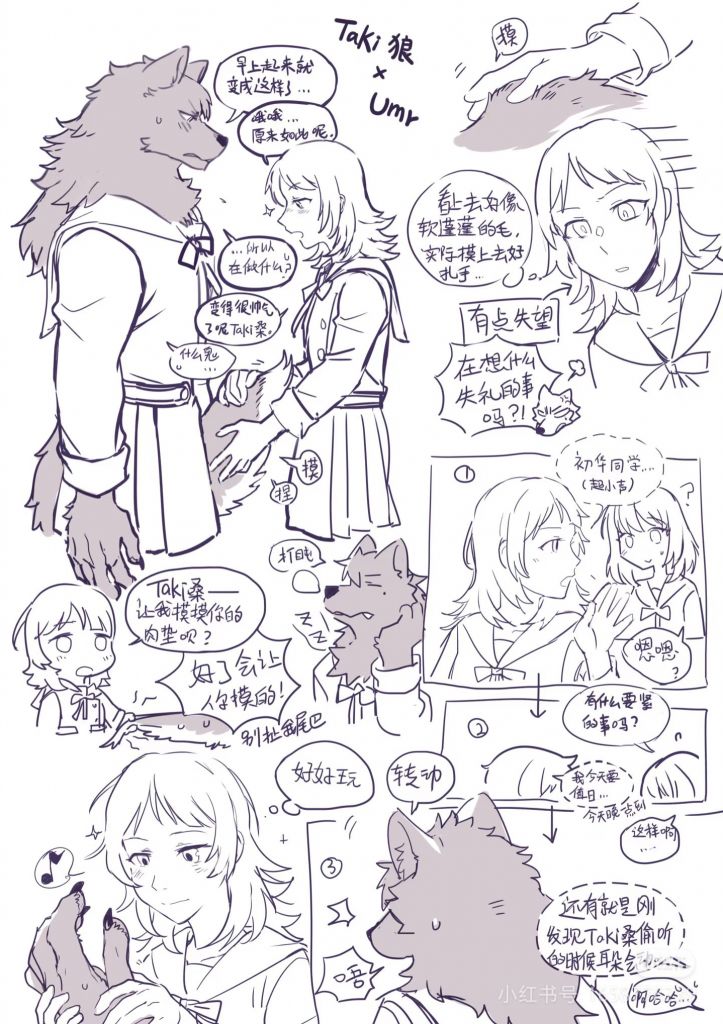 Taki 狼
×
Umr
早上起来就
变成这样了…
哦哦…
原来如此呢。
…所以
在做什么?
变得很帅气
了呢Taki桑。
什么鬼
…
摸
捏
摸
看上去好像
软蓬蓬的毛,
实际摸上去好
扎手…
有点失望
在想什么
失礼的事
吗?!
Taki桑——
让我摸摸你的
肉垫呗?
好了会让
你摸的!
别扯我尾巴
打盹
z z
①
初华同学…
(超小声)
?
嗯嗯
?
②
有什么要紧
的事吗?
我今天要
值日…
今天晚点到
这样啊
…
好好玩
转动
③
唔
还有就是刚
发现Taki桑偷听
的时候耳朵会
啊哈哈…
小红书号